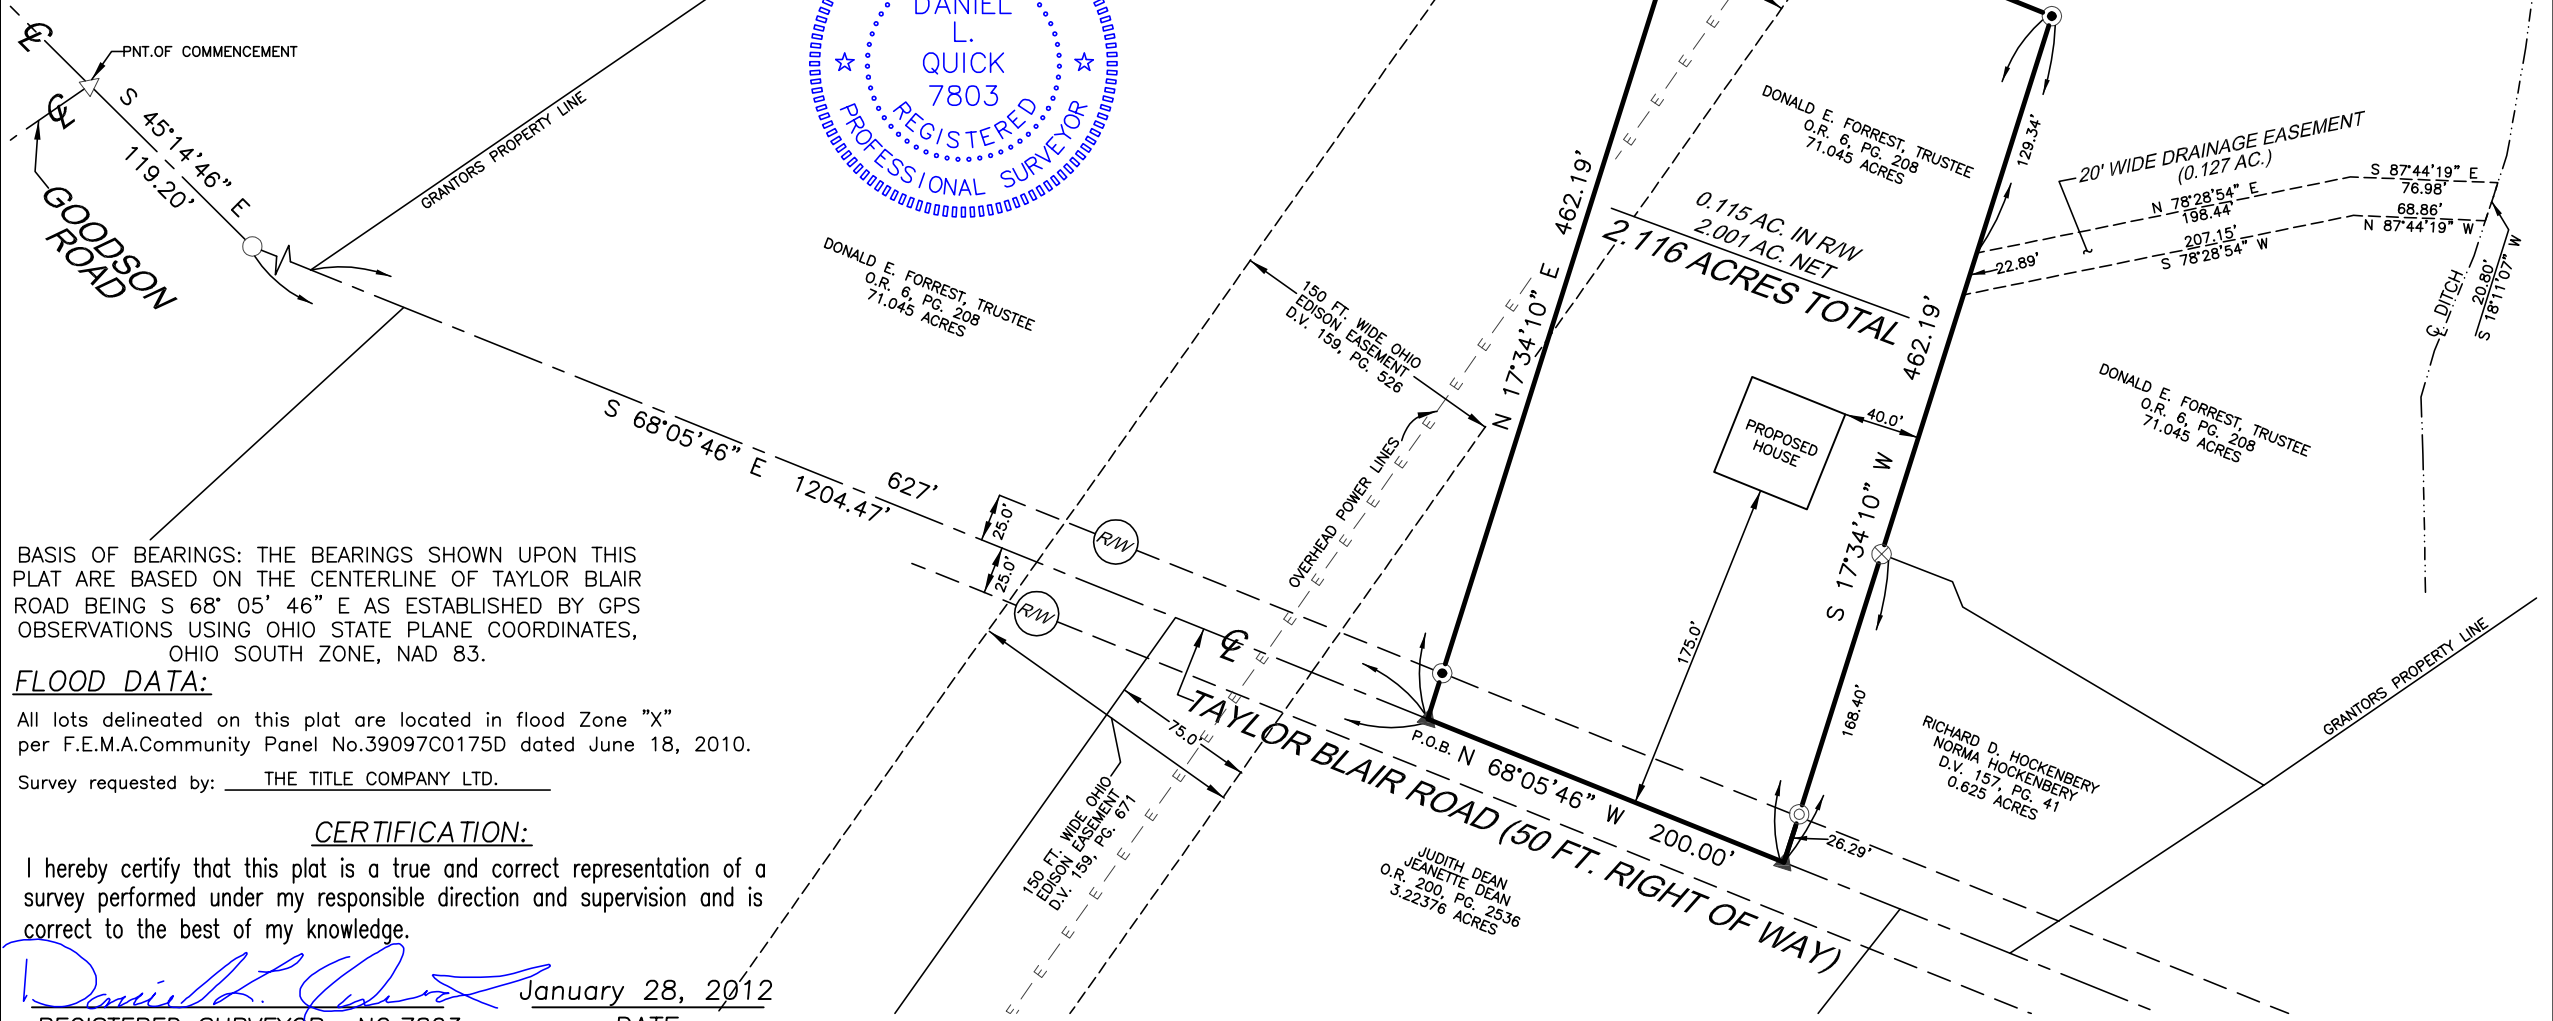 DANIEL
L.
QUICK
7803
REGISTERED
PROFESSIONAL SURVEYOR
℄
PNT.OF COMMENCEMENT
℄
S 45°14'46" E
119.20'
GOODSON
ROAD
GRANTORS PROPERTY LINE
DONALD E. FORREST, TRUSTEE
O.R. 6, PG. 208
71.045 ACRES
S 68°05'46" E 1204.47'
627'
25.0'
25.0'
R/W
R/W
150 FT. WIDE OHIO
EDISON EASEMENT
D.V. 159, PG. 526
OVERHEAD POWER LINES
E E E E E E E E
N 17°34'10" E 462.19'
DONALD E. FORREST, TRUSTEE
O.R. 6, PG. 208
71.045 ACRES
0.115 AC. IN R/W
2.001 AC. NET
2.116 ACRES TOTAL
PROPOSED
HOUSE
40.0'
175.0'
129.34'
462.19'
S 17°34'10" W
168.40'
22.89'
20' WIDE DRAINAGE EASEMENT
(0.127 AC.)
N 78°28'54" E
198.44'
207.15'
S 78°28'54" W
S 87°44'19" E
76.98'
68.86'
N 87°44'19" W
℄ DITCH
20.80'
S 18°11'07" W
DONALD E. FORREST, TRUSTEE
O.R. 6, PG. 208
71.045 ACRES
GRANTORS PROPERTY LINE
RICHARD D. HOCKENBERY
NORMA HOCKENBERY
D.V. 157, PG. 41
0.625 ACRES
26.29'
℄
P.O.B.
N 68°05'46" W 200.00'
TAYLOR BLAIR ROAD (50 FT. RIGHT OF WAY)
75.0'
150 FT. WIDE OHIO
EDISON EASEMENT
D.V. 159, PG. 671
JUDITH DEAN
JEANETTE DEAN
O.R. 200, PG. 2536
3.22376 ACRES
BASIS OF BEARINGS: THE BEARINGS SHOWN UPON THIS
PLAT ARE BASED ON THE CENTERLINE OF TAYLOR BLAIR
ROAD BEING S 68° 05' 46" E AS ESTABLISHED BY GPS
OBSERVATIONS USING OHIO STATE PLANE COORDINATES,
OHIO SOUTH ZONE, NAD 83.
FLOOD DATA:
All lots delineated on this plat are located in flood Zone "X"
per F.E.M.A.Community Panel No.39097C0175D dated June 18, 2010.
Survey requested by: THE TITLE COMPANY LTD.
CERTIFICATION:
I hereby certify that this plat is a true and correct representation of a
survey performed under my responsible direction and supervision and is
correct to the best of my knowledge.
Daniel L. Quick
January 28, 2012
REGISTERED SURVEYOR NO.7803
DATE